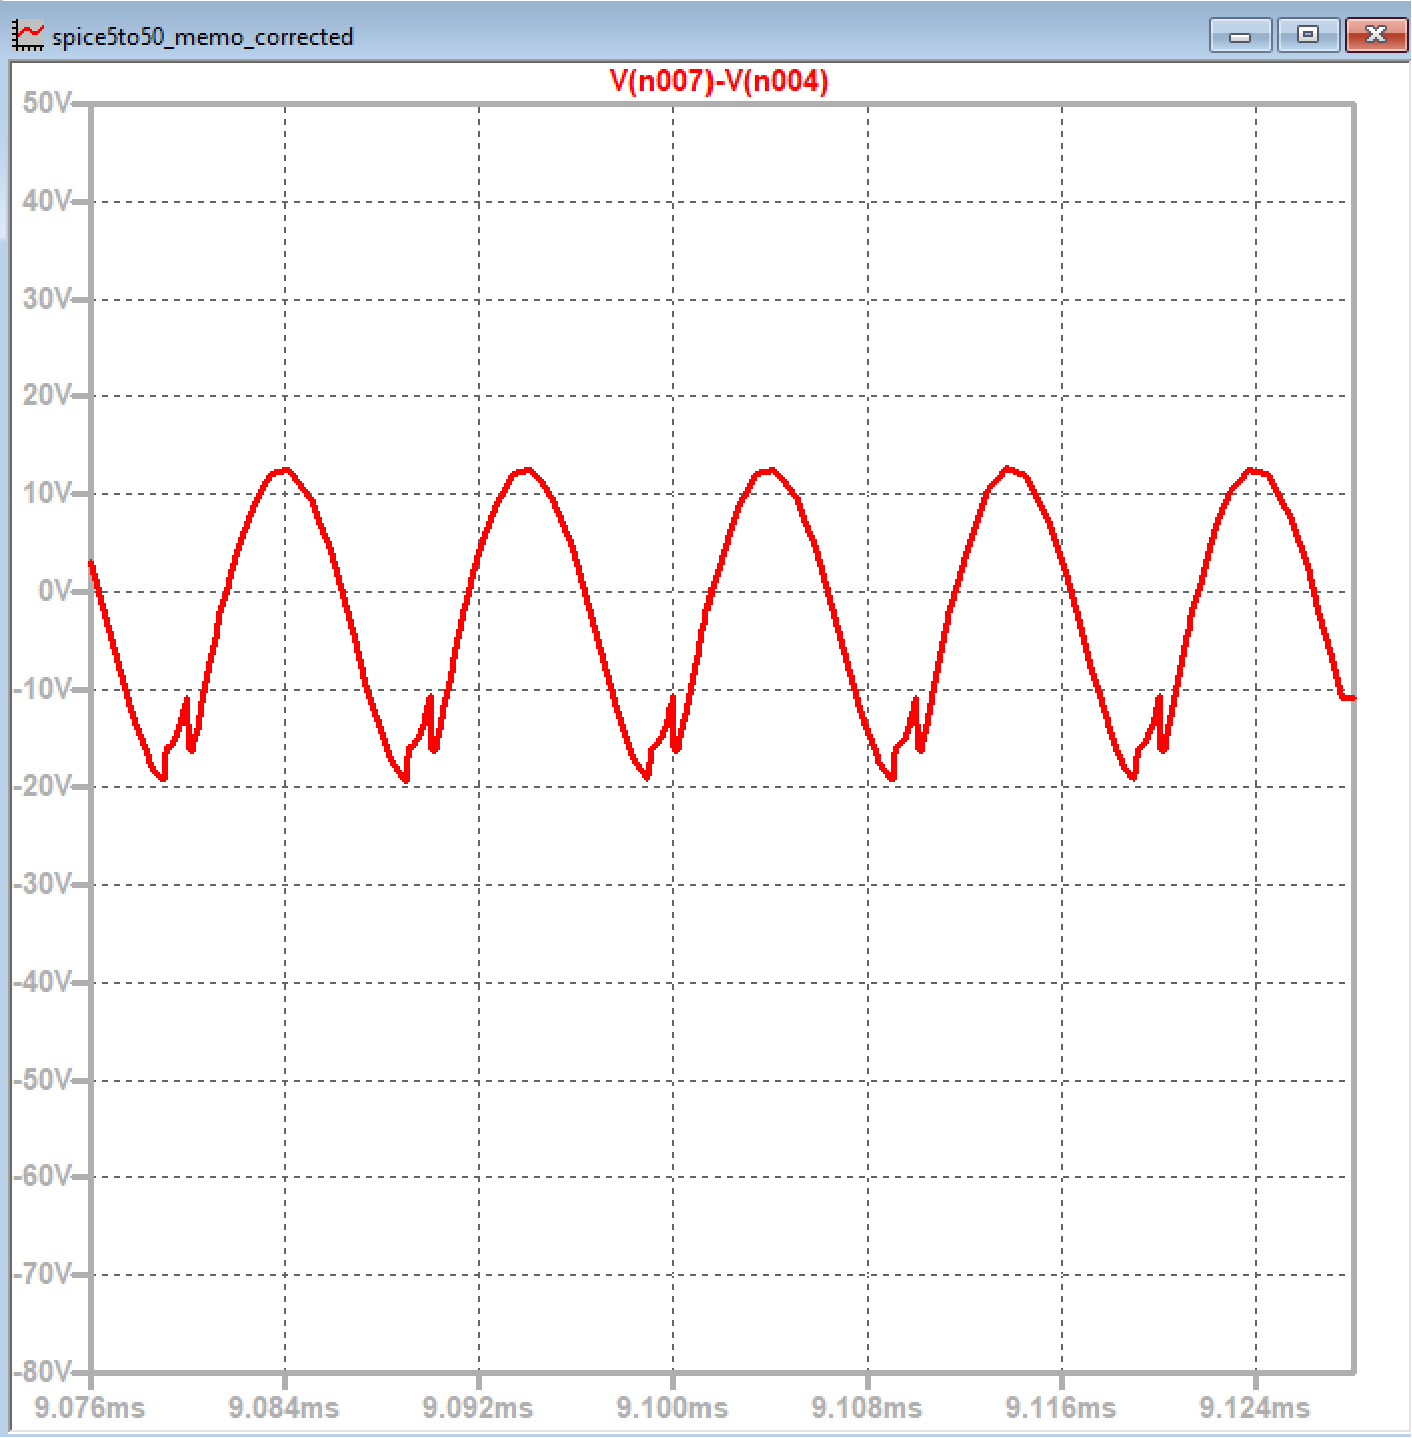 spice5to50_memo_corrected
V(n007)-V(n004)
50V
40V
30V
20V
10V
0V
-10V
-20V
-30V
-40V
-50V
-60V
-70V
-80V
9.076ms 9.084ms 9.092ms 9.100ms 9.108ms 9.116ms 9.124ms